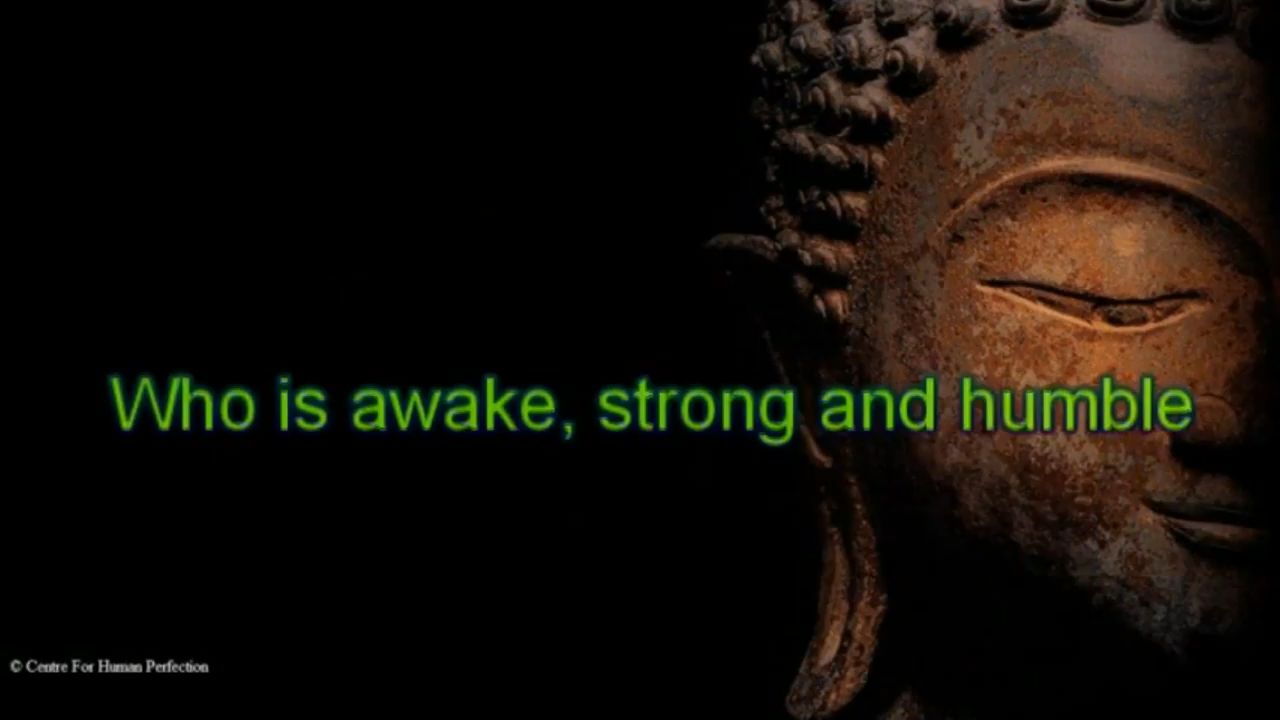 Who is awake, strong and humble
© Centre For Human Perfection